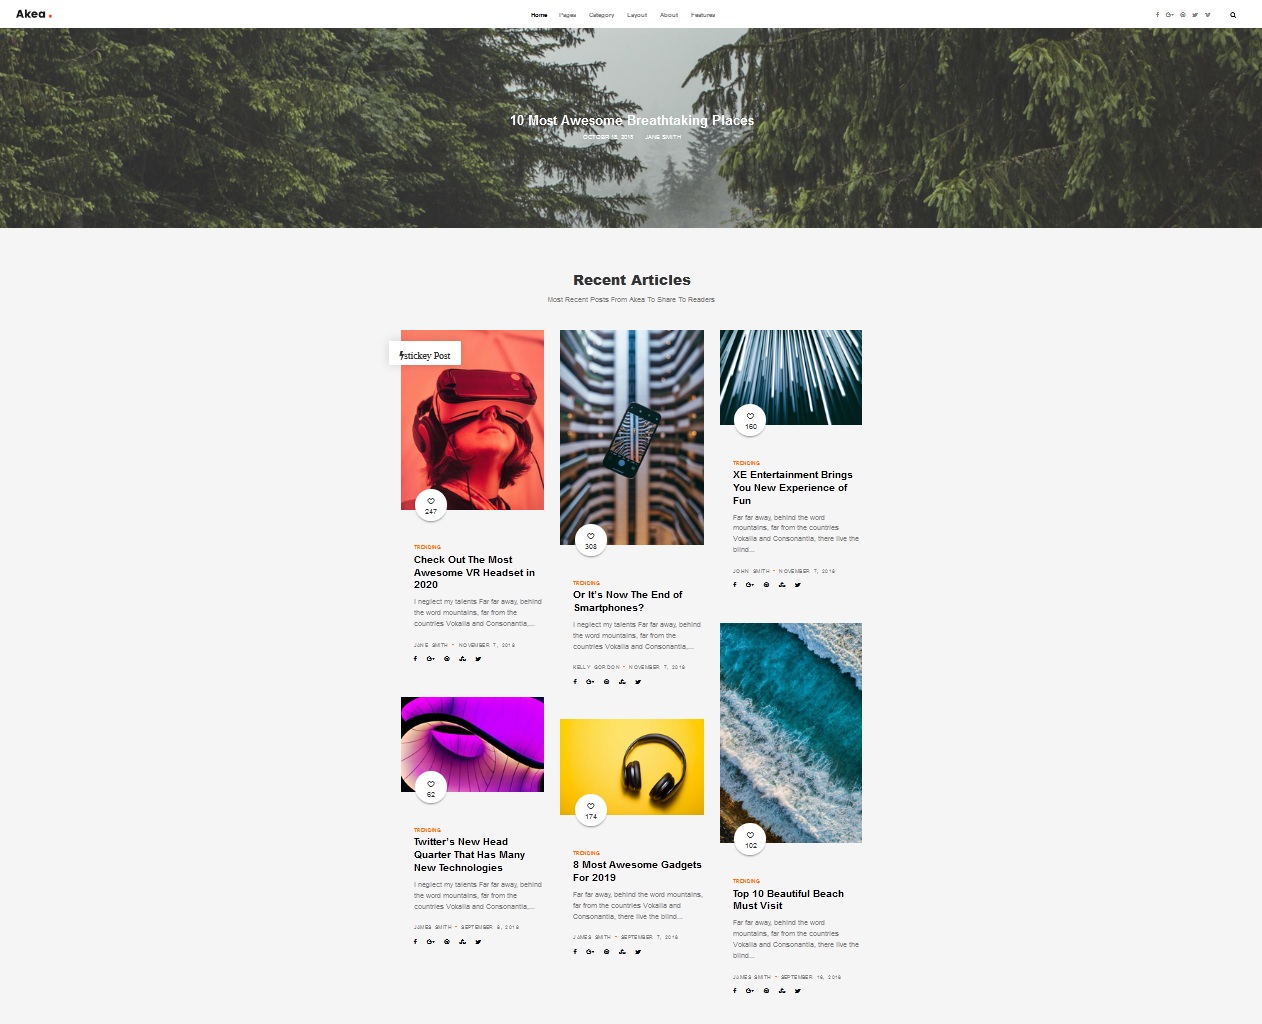 Akea.
Home Pages Category Layout About Features
10 Most Awesome Breathtaking Places
OCTOBER 16, 2018 JANE SMITH
Recent Articles
Most Recent Posts From Akea To Share To Readers
stickey Post
247
TRENDING
Check Out The Most
Awesome VR Headset in
2020
I neglect my talents Far far away, behind
the word mountains, far from the
countries Vokalia and Consonantia,...
JANE SMITH - NOVEMBER 7, 2018
62
TRENDING
Twitter's New Head
Quarter That Has Many
New Technologies
I neglect my talents Far far away, behind
the word mountains, far from the
countries Vokalia and Consonantia,...
JAMES SMITH - SEPTEMBER 8, 2018
308
TRENDING
Or It's Now The End of
Smartphones?
I neglect my talents Far far away, behind
the word mountains, far from the
countries Vokalia and Consonantia,...
KELLY GORDON - NOVEMBER 7, 2018
174
TRENDING
8 Most Awesome Gadgets
For 2019
Far far away, behind the word mountains,
far from the countries Vokalia and
Consonantia, there live the blind...
JAMES SMITH - SEPTEMBER 7, 2018
160
TRENDING
XE Entertainment Brings
You New Experience of
Fun
Far far away, behind the word
mountains, far from the countries
Vokalia and Consonantia, there live the
blind...
JOHN SMITH - NOVEMBER 7, 2018
102
TRENDING
Top 10 Beautiful Beach
Must Visit
Far far away, behind the word
mountains, far from the countries
Vokalia and Consonantia, there live the
blind...
JAMES SMITH - SEPTEMBER 16, 2018